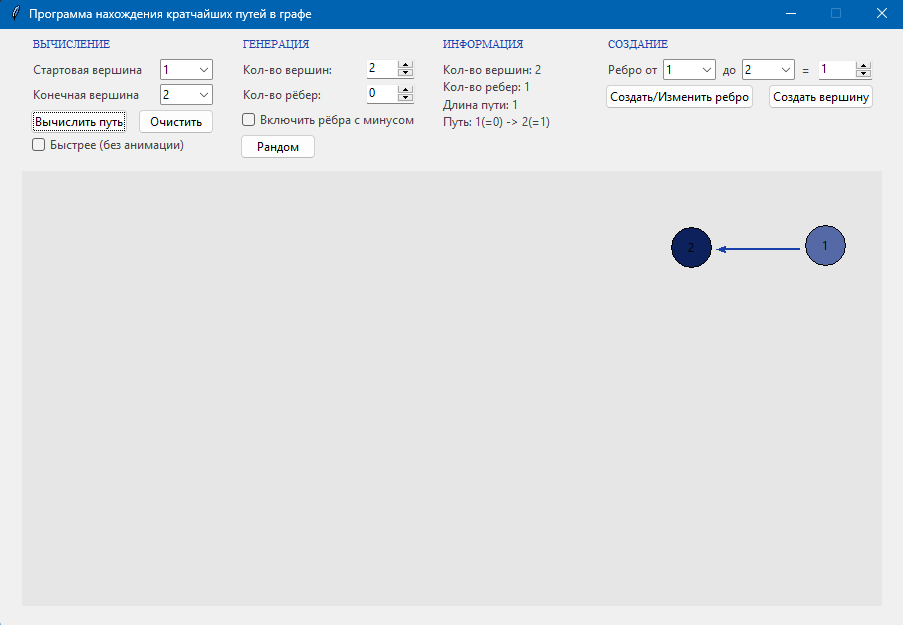 Программа нахождения кратчайших путей в графе
ВЫЧИСЛЕНИЕ
Стартовая вершина 1
Конечная вершина 2
Вычислить путь Очистить
Быстрее (без анимации)
ГЕНЕРАЦИЯ
Кол-во вершин: 2
Кол-во рёбер: 0
Включить рёбра с минусом
Рандом
ИНФОРМАЦИЯ
Кол-во вершин: 2
Кол-во ребер: 1
Длина пути: 1
Путь: 1(=0) -> 2(=1)
СОЗДАНИЕ
Ребро от 1 до 2 = 1
Создать/Изменить ребро Создать вершину
2 1